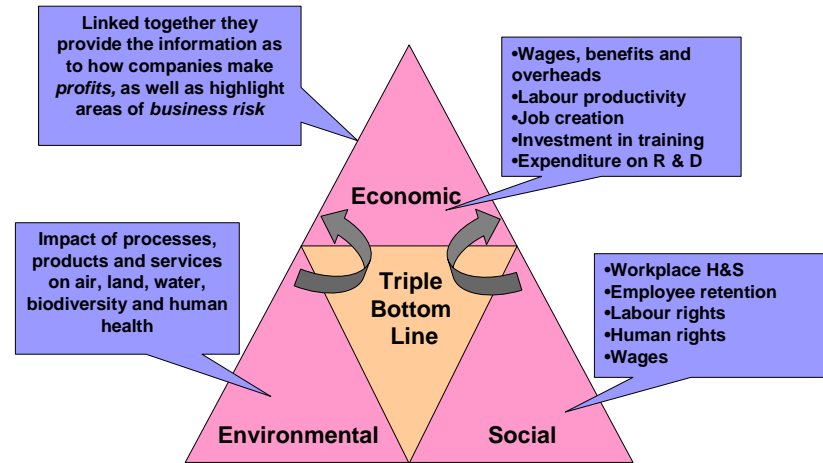 Linked together they
provide the information as
to how companies make
profits, as well as highlight
areas of business risk
•Wages, benefits and
overheads
•Labour productivity
•Job creation
•Investment in training
•Expenditure on R & D
Economic
Impact of processes,
products and services
on air, land, water,
biodiversity and human
health
Triple
Bottom
Line
•Workplace H&S
•Employee retention
•Labour rights
•Human rights
•Wages
Environmental
Social